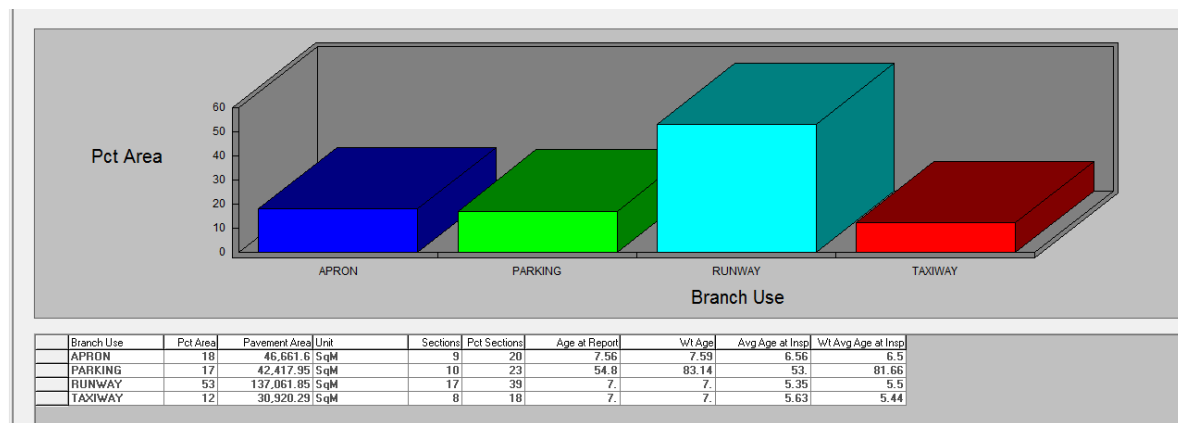 60
50
40
30
20
10
0
Pct Area
APRON PARKING RUNWAY TAXIWAY
Branch Use
Branch Use Pct Area Pavement Area Unit Sections Pct Sections Age at Report Wt Age Avg Age at Insp Wt Avg Age at Insp
APRON 18 46,661.6 SqM 9 20 7.56 7.59 6.56 6.5
PARKING 17 42,417.95 SqM 10 23 54.8 83.14 53. 81.66
RUNWAY 53 137,061.85 SqM 17 39 7. 7. 5.35 5.5
TAXIWAY 12 30,920.29 SqM 8 18 7. 7. 5.63 5.44